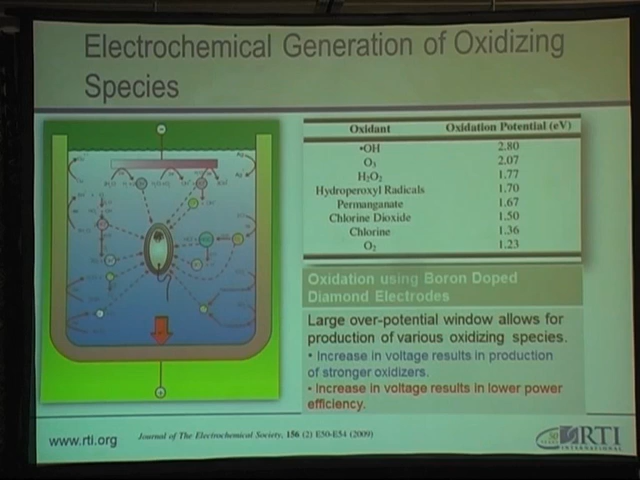 Electrochemical Generation of Oxidizing
Species
Oxidant Oxidation Potential (eV)
•OH 2.80
O₃ 2.07
H₂O₂ 1.77
Hydroperoxyl Radicals 1.70
Permanganate 1.67
Chlorine Dioxide 1.50
Chlorine 1.36
O₂ 1.23
Oxidation using Boron Doped
Diamond Electrodes
Large over-potential window allows for
production of various oxidizing species.
• Increase in voltage results in production
of stronger oxidizers.
• Increase in voltage results in lower power
efficiency.
www.rti.org
Journal of The Electrochemical Society, 156 (2) E50-E54 (2009)
RTI
INTERNATIONAL